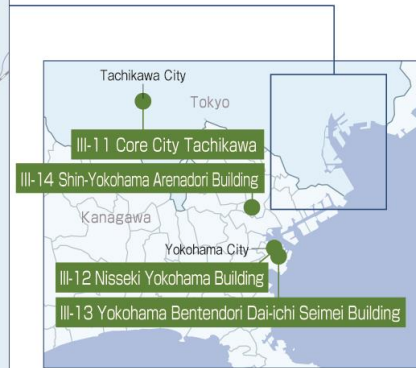 Tachikawa City
Tokyo
III-11 Core City Tachikawa
III-14 Shin-Yokohama Arenadori Building
Kanagawa
Yokohama City
III-12 Nisseki Yokohama Building
III-13 Yokohama Bentendori Dai-ichi Seimei Building